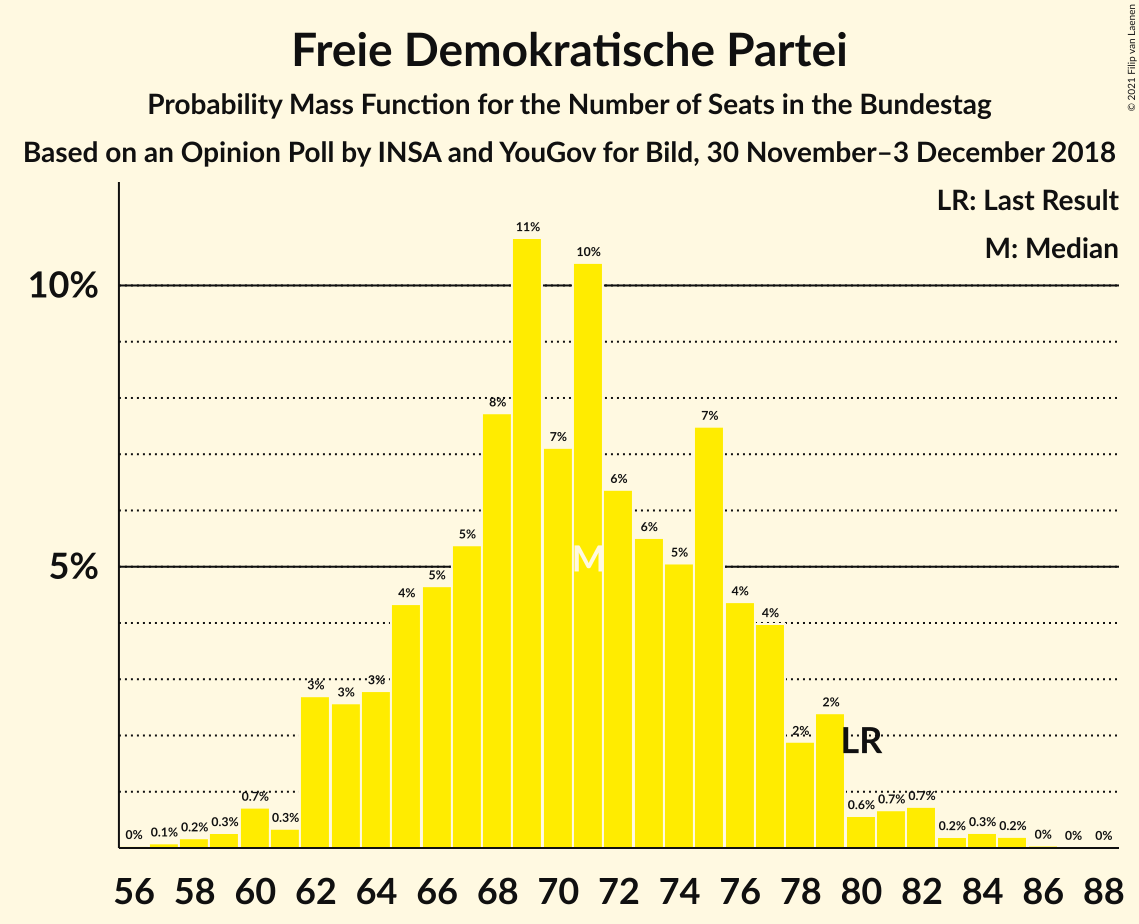 © 2021 Filip van Laenen
Freie Demokratische Partei
Probability Mass Function for the Number of Seats in the Bundestag
Based on an Opinion Poll by INSA and YouGov for Bild, 30 November–3 December 2018
LR: Last Result
M: Median
10%
5%
0% 0.1% 0.2% 0.3% 0.7% 0.3% 3% 3% 3% 4% 5% 5% 8% 11% 7% 10% 6% 6% 5% 7% 4% 4% 2% 2% 0.6% 0.7% 0.7% 0.2% 0.3% 0.2% 0% 0% 0%
M
LR
56 58 60 62 64 66 68 70 72 74 76 78 80 82 84 86 88